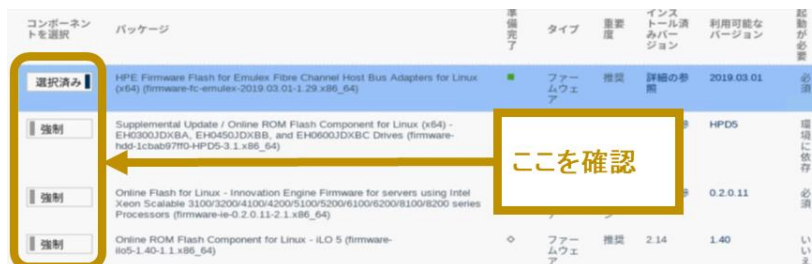 コンポーネン
トを選択
パッケージ
準
備
完
了
タイプ
重要
度
インス
トール済
みバー
ジョン
利用可能な
バージョン
起
動
が
必
要
選択済み
HPE Firmware Flash for Emulex Fibre Channel Host Bus Adapters for Linux
(x64) (firmware-fc-emulex-2019.03.01-1.29.x86_64)
ファー
ムウェ
ア
推奨
詳細の参
照
2019.03.01
必
須
強制
Supplemental Update / Online ROM Flash Component for Linux (x64) -
EH0300JDXBA, EH0450JDXBB, and EH0600JDXBC Drives (firmware-
hdd-1cbab97ff0-HPD5-3.1.x86_64)
HPD5
環
境
に
依
存
ここを確認
強制
Online Flash for Linux - Innovation Engine Firmware for servers using Intel
Xeon Scalable 3100/3200/4100/4200/5100/5200/6100/6200/8100/8200 series
Processors (firmware-ie-0.2.0.11-2.1.x86_64)
0.2.0.11
必
須
強制
Online ROM Flash Component for Linux - iLO 5 (firmware-
ilo5-1.40-1.1.x86_64)
ファー
ムウェ
ア
推奨
2.14
1.40
い
い
え